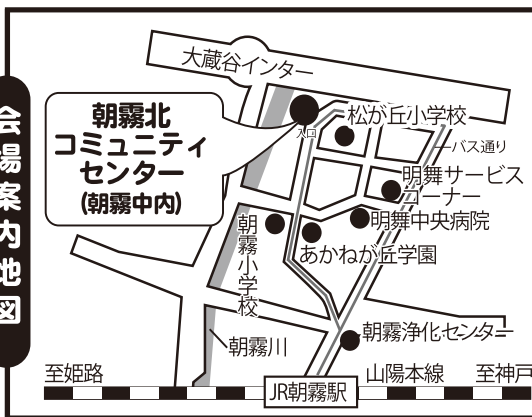 会場案内地図
大蔵谷インター
朝霧北
コミュニティ
センター
(朝霧中内)
入口
松が丘小学校
バス通り
明舞サービス
コーナー
明舞中央病院
朝霧小学校
あかねが丘学園
朝霧浄化センター
朝霧川
至姫路
JR朝霧駅
山陽本線
至神戸